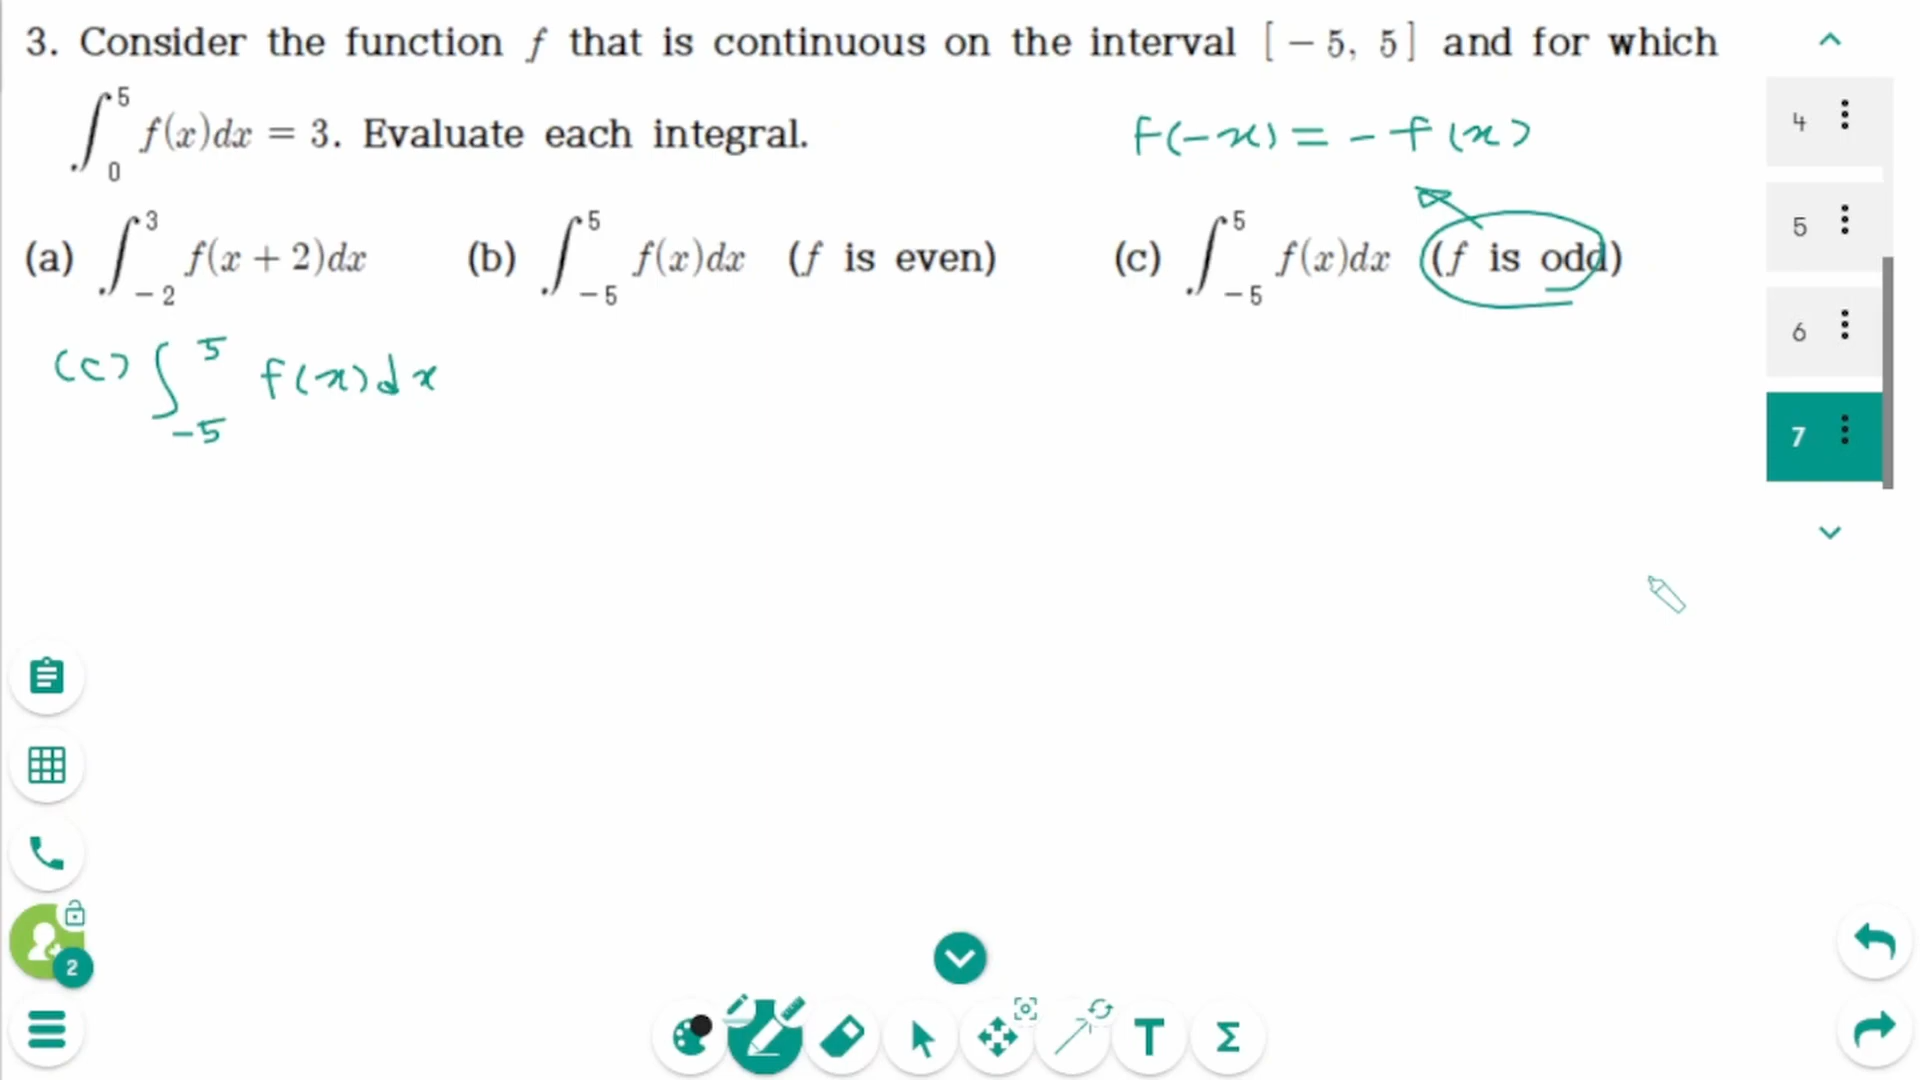 3. Consider the function f that is continuous on the interval [-5, 5] and for which
∫₀⁵ f(x)dx = 3. Evaluate each integral.
f(-x) = -f(x)
(a) ∫₋₂³ f(x+2)dx (b) ∫₋₅⁵ f(x)dx (f is even) (c) ∫₋₅⁵ f(x)dx (f is odd)
(c) ∫₋₅⁵ f(x)dx
4
5
6
7
2
T
Σ